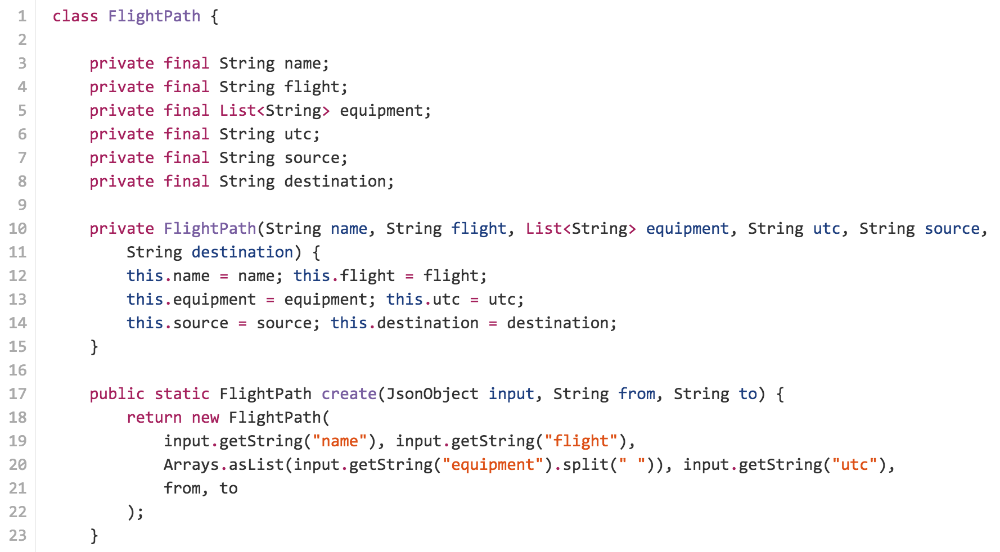 1 class FlightPath {
2
3     private final String name;
4     private final String flight;
5     private final List<String> equipment;
6     private final String utc;
7     private final String source;
8     private final String destination;
9
10     private FlightPath(String name, String flight, List<String> equipment, String utc, String source,
11         String destination) {
12         this.name = name; this.flight = flight;
13         this.equipment = equipment; this.utc = utc;
14         this.source = source; this.destination = destination;
15     }
16
17     public static FlightPath create(JsonObject input, String from, String to) {
18         return new FlightPath(
19             input.getString("name"), input.getString("flight"),
20             Arrays.asList(input.getString("equipment").split(" ")), input.getString("utc"),
21             from, to
22         );
23     }